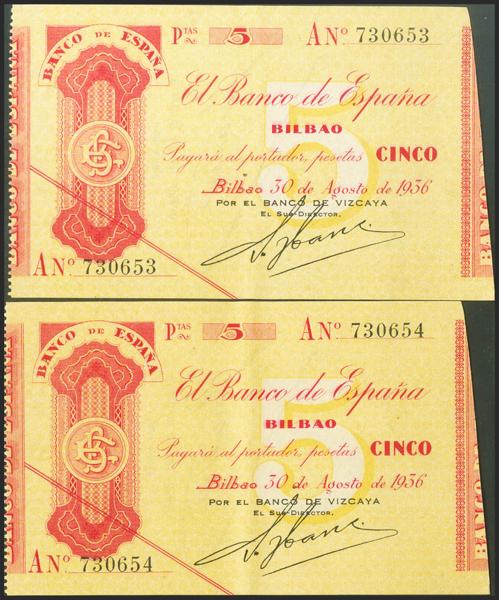 BANCO DE ESPAÑA
PTAS 5 A Nº 730653
5
El Banco de España
BILBAO
Pagará al portador, pesetas CINCO
Bilbao 30 de Agosto de 1936
POR EL BANCO DE VIZCAYA
EL SUB-DIRECTOR.
A Nº 730653
BANCO DE ESPAÑA
PTAS 5 A Nº 730654
5
El Banco de España
BILBAO
Pagará al portador, pesetas CINCO
Bilbao 30 de Agosto de 1936
POR EL BANCO DE VIZCAYA
EL SUB-DIRECTOR.
A Nº 730654